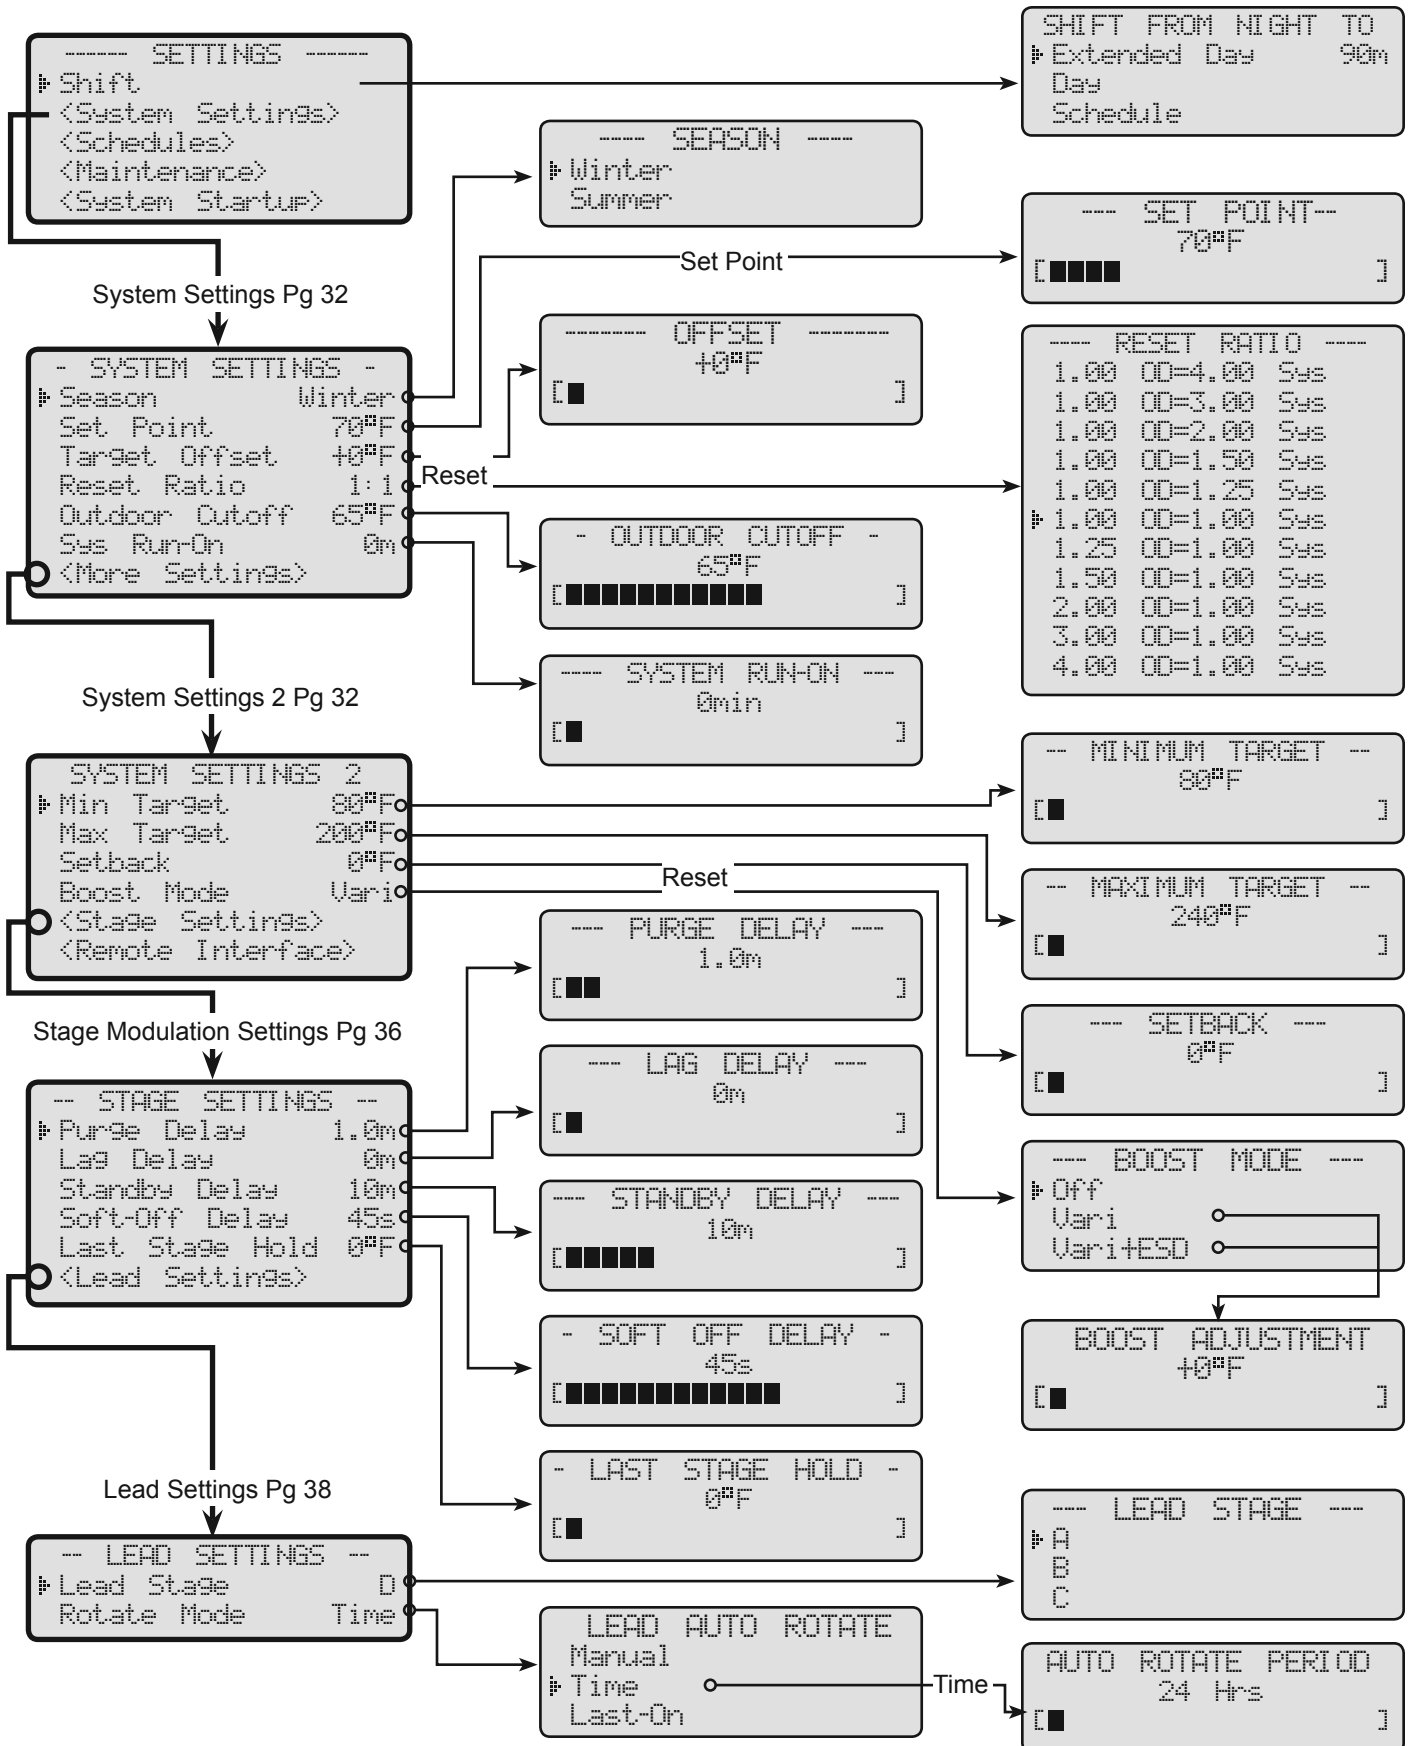 ------ SETTINGS ------
Shift
<System Settings>
<Schedules>
<Maintenance>
<System Startup>
SHIFT FROM NIGHT TO
Extended Day 90m
Day
Schedule
---- SEASON ----
Winter
Summer
--- SET POINT--
70°F
[ ]
Set Point
System Settings Pg 32
- SYSTEM SETTINGS -
Season Winter
Set Point 70°F
Target Offset +0°F
Reset Ratio 1:1
Outdoor Cutoff 65°F
Sys Run-On 0m
<More Settings>
Reset
------- OFFSET -------
+0°F
[ ]
---- RESET RATIO ----
1.00 OD=4.00 Sys
1.00 OD=3.00 Sys
1.00 OD=2.00 Sys
1.00 OD=1.50 Sys
1.00 OD=1.25 Sys
1.00 OD=1.00 Sys
1.25 OD=1.00 Sys
1.50 OD=1.00 Sys
2.00 OD=1.00 Sys
3.00 OD=1.00 Sys
4.00 OD=1.00 Sys
- OUTDOOR CUTOFF -
65°F
[ ]
---- SYSTEM RUN-ON ---
0min
[ ]
System Settings 2 Pg 32
SYSTEM SETTINGS 2
Min Target 80°F
Max Target 200°F
Setback 0°F
Boost Mode Vari
<Stage Settings>
<Remote Interface>
Reset
-- MINIMUM TARGET --
80°F
[ ]
-- MAXIMUM TARGET --
240°F
[ ]
--- PURGE DELAY ---
1.0m
[ ]
--- SETBACK ---
0°F
[ ]
Stage Modulation Settings Pg 36
-- STAGE SETTINGS --
Purge Delay 1.0m
Lag Delay 0m
Standby Delay 10m
Soft-Off Delay 45s
Last Stage Hold 0°F
<Lead Settings>
--- LAG DELAY ---
0m
[ ]
--- BOOST MODE ---
Off
Vari
Vari+ESD
--- STANDBY DELAY ---
10m
[ ]
- SOFT OFF DELAY -
45s
[ ]
BOOST ADJUSTMENT
+0°F
[ ]
- LAST STAGE HOLD -
0°F
[ ]
Lead Settings Pg 38
-- LEAD SETTINGS --
Lead Stage D
Rotate Mode Time
--- LEAD STAGE ---
A
B
C
LEAD AUTO ROTATE
Manual
Time
Last-On
Time
AUTO ROTATE PERIOD
24 Hrs
[ ]